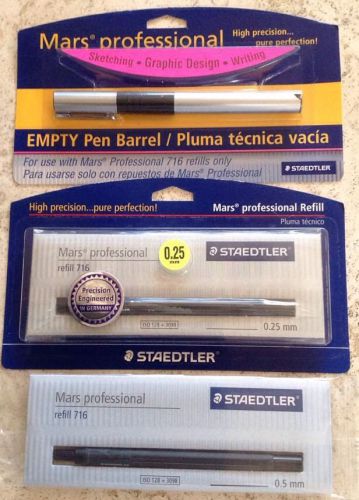 Mars® professional
High precision...
...pure perfection!
Sketching • Graphic Design • Writing
EMPTY Pen Barrel / Pluma técnica vacía
For use with Mars® Professional 716 refills only
Para usarse solo con repuestos de Mars® Professional
STAEDTLER
High precision...pure perfection!
Mars® professional Refill
Pluma técnico
Mars® professional
refill 716
0.25
mm
STAEDTLER
Precision
Engineered
IN GERMANY
ISO 128 + 3098
0.25 mm
STAEDTLER
Mars professional
refill 716
STAEDTLER
ISO 128 + 3098
0.5 mm